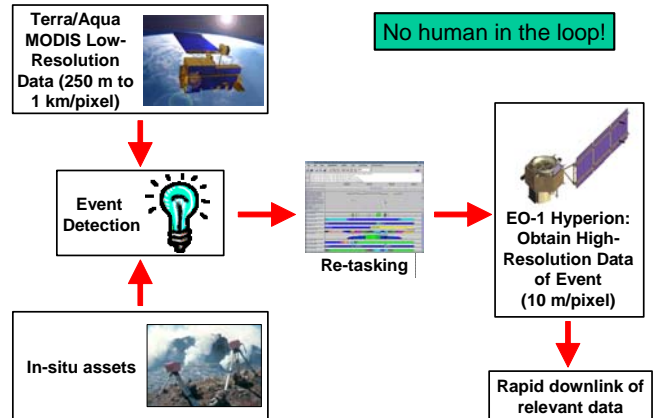 Terra/Aqua
MODIS Low-
Resolution
Data (250 m to
1 km/pixel)
No human in the loop!
Event
Detection
Re-tasking
EO-1 Hyperion:
Obtain High-
Resolution Data
of Event
(10 m/pixel)
In-situ assets
Rapid downlink of
relevant data